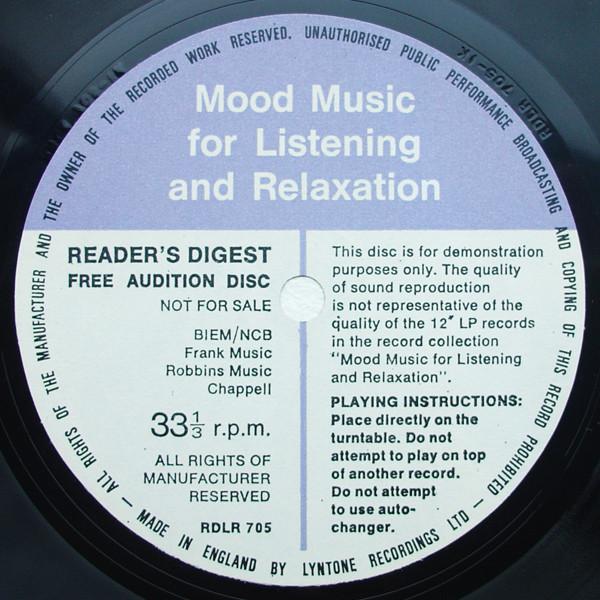 ALL RIGHTS OF THE MANUFACTURER AND THE OWNER OF THE RECORDED WORK RESERVED. UNAUTHORISED PUBLIC PERFORMANCE BROADCASTING AND COPYING OF THIS RECORD PROHIBITED — MADE IN ENGLAND BY LYNTONE RECORDINGS LTD —
Mood Music
for Listening
and Relaxation
READER'S DIGEST
FREE AUDITION DISC
NOT FOR SALE
BIEM/NCB
Frank Music
Robbins Music
Chappell
33⅓ r.p.m.
ALL RIGHTS OF
MANUFACTURER
RESERVED
RDLR 705
This disc is for demonstration
purposes only. The quality
of sound reproduction
is not representative of the
quality of the 12" LP records
in the record collection
"Mood Music for Listening
and Relaxation".
PLAYING INSTRUCTIONS:
Place directly on the
turntable. Do not
attempt to play on top
of another record.
Do not attempt
to use auto-
changer.